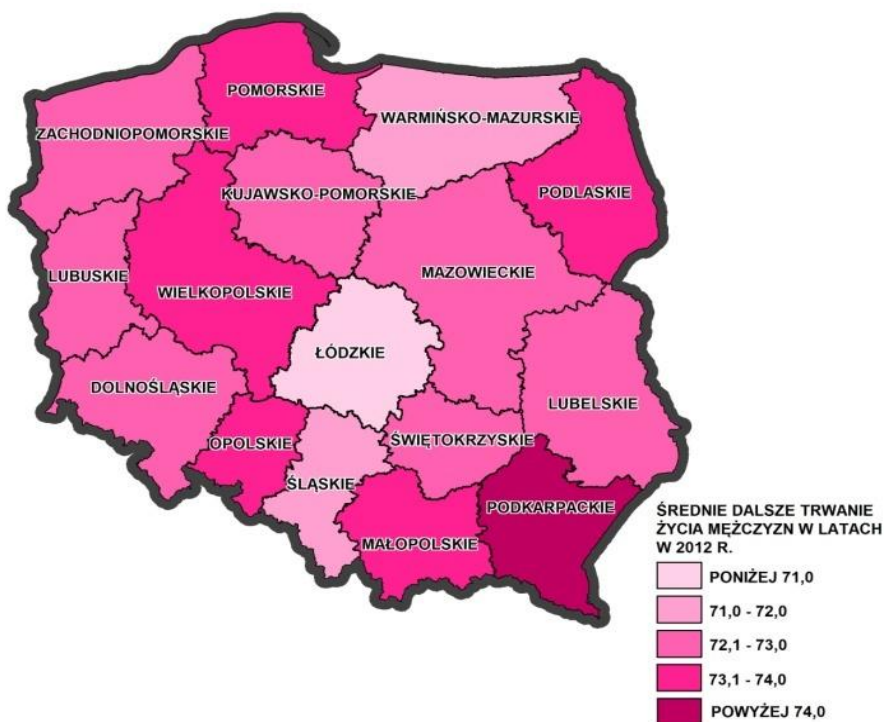 POMORSKIE
WARMIŃSKO-MAZURSKIE
ZACHODNIOPOMORSKIE
KUJAWSKO-POMORSKIE
PODLASKIE
LUBUSKIE
WIELKOPOLSKIE
MAZOWIECKIE
ŁÓDZKIE
DOLNOŚLĄSKIE
LUBELSKIE
OPOLSKIE
ŚWIĘTOKRZYSKIE
ŚLĄSKIE
PODKARPACKIE
MAŁOPOLSKIE
ŚREDNIE DALSZE TRWANIE
ŻYCIA MĘŻCZYZN W LATACH
W 2012 R.
PONIŻEJ 71,0
71,0 - 72,0
72,1 - 73,0
73,1 - 74,0
POWYŻEJ 74,0